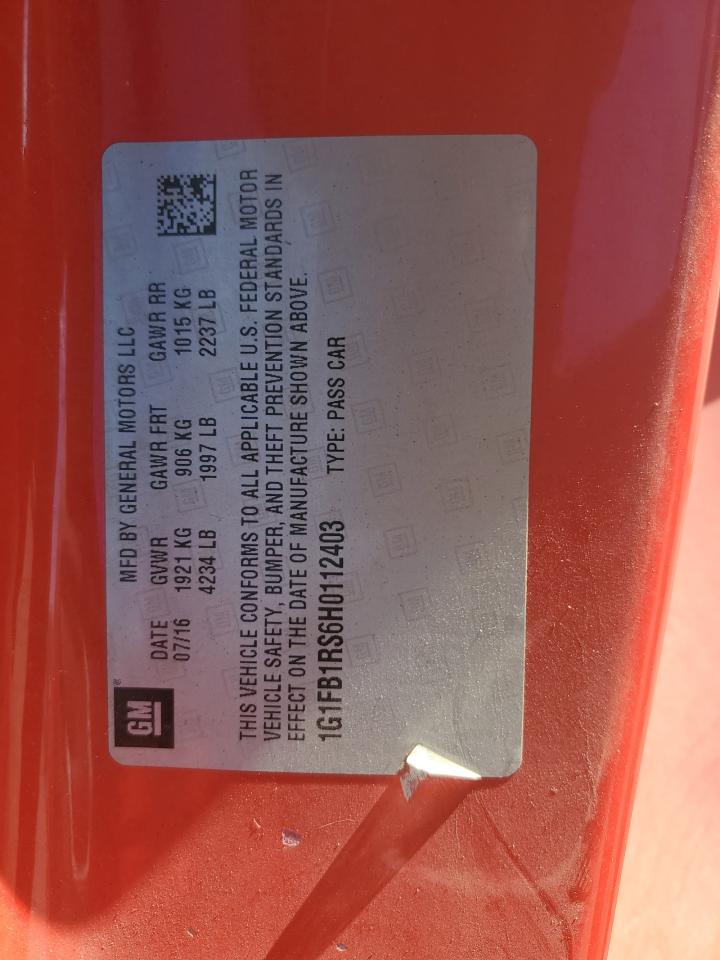 GM®
MFD BY GENERAL MOTORS LLC
DATE GVWR GAWR FRT GAWR RR
07/16 1921 KG 906 KG 1015 KG
4234 LB 1997 LB 2237 LB
THIS VEHICLE CONFORMS TO ALL APPLICABLE U.S. FEDERAL MOTOR
VEHICLE SAFETY, BUMPER, AND THEFT PREVENTION STANDARDS IN
EFFECT ON THE DATE OF MANUFACTURE SHOWN ABOVE.
1G1FB1RS6H0112403 TYPE: PASS CAR